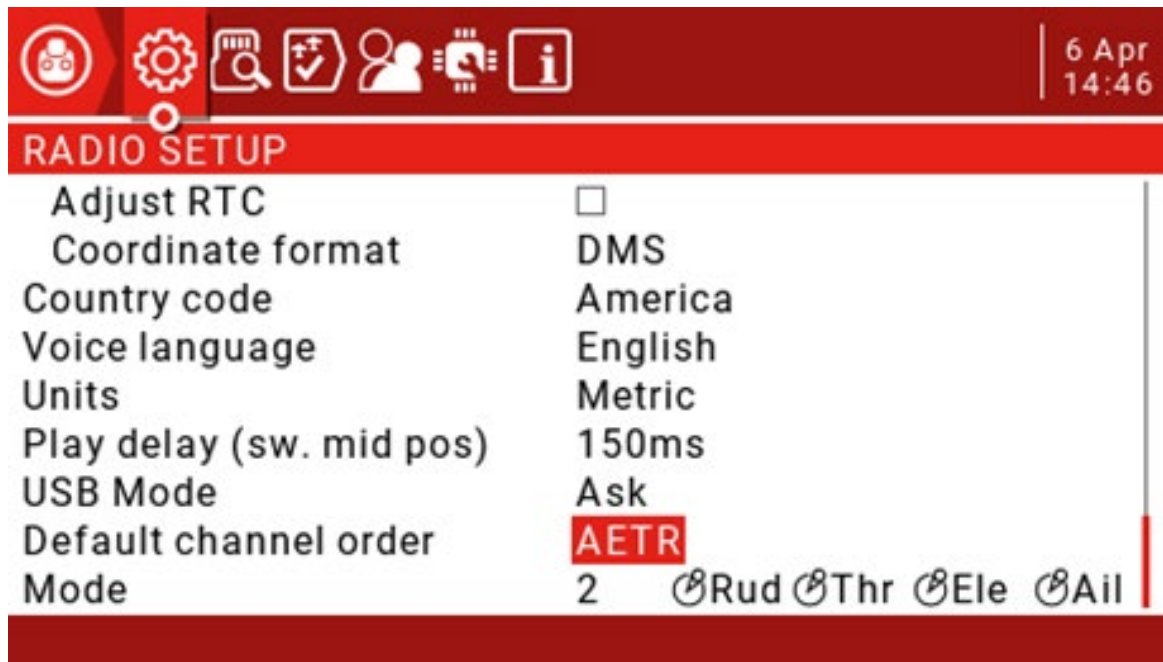 6 Apr
14:46
RADIO SETUP
Adjust RTC
Coordinate format DMS
Country code America
Voice language English
Units Metric
Play delay (sw. mid pos) 150ms
USB Mode Ask
Default channel order AETR
Mode 2 Rud Thr Ele Ail